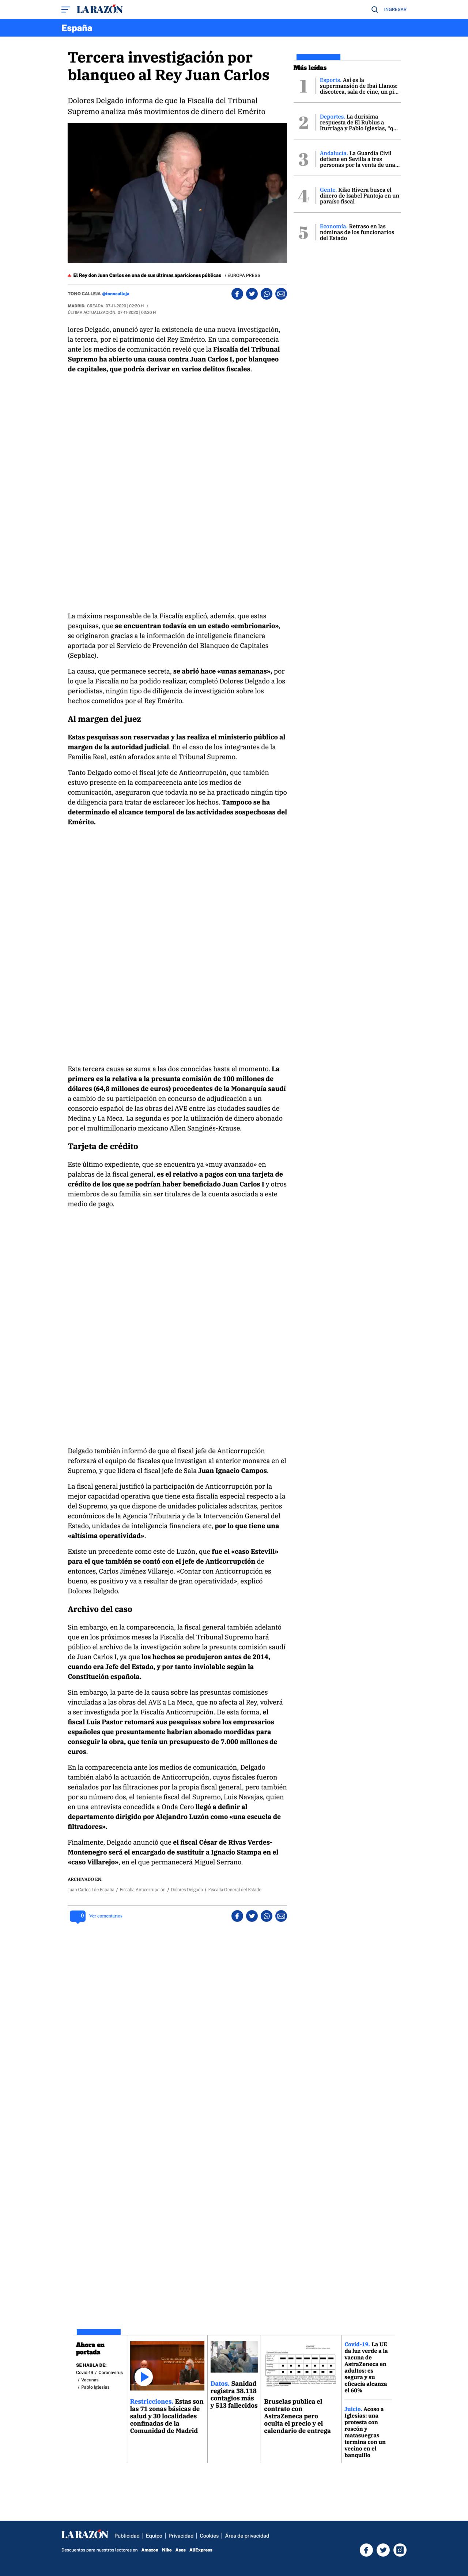 LA RAZÓN
INGRESAR
España
Tercera investigación por
blanqueo al Rey Juan Carlos
Dolores Delgado informa de que la Fiscalía del Tribunal
Supremo analiza más movimientos de dinero del Emérito
El Rey don Juan Carlos en una de sus últimas apariciones públicas / EUROPA PRESS
TONO CALLEJA @tonocalleja
MADRID. CREADA. 07-11-2020 | 02:30 H /
ÚLTIMA ACTUALIZACIÓN. 07-11-2020 | 02:30 H
lores Delgado, anunció ayer la existencia de una nueva investigación,
la tercera, por el patrimonio del Rey Emérito. En una comparecencia
ante los medios de comunicación reveló que la Fiscalía del Tribunal
Supremo ha abierto una causa contra Juan Carlos I, por blanqueo
de capitales, que podría derivar en varios delitos fiscales.
La máxima responsable de la Fiscalía explicó, además, que estas
pesquisas, que se encuentran todavía en un estado «embrionario»,
se originaron gracias a la información de inteligencia financiera
aportada por el Servicio de Prevención del Blanqueo de Capitales
(Sepblac).
La causa, que permanece secreta, se abrió hace «unas semanas», por
lo que la Fiscalía no ha podido realizar, completó Dolores Delgado a los
periodistas, ningún tipo de diligencia de investigación sobre los
hechos cometidos por el Rey Emérito.
Al margen del juez
Estas pesquisas son reservadas y las realiza el ministerio público al
margen de la autoridad judicial. En el caso de los integrantes de la
Familia Real, están aforados ante el Tribunal Supremo.
Tanto Delgado como el fiscal jefe de Anticorrupción, que también
estuvo presente en la comparecencia ante los medios de
comunicación, aseguraron que todavía no se ha practicado ningún tipo
de diligencia para tratar de esclarecer los hechos. Tampoco se ha
determinado el alcance temporal de las actividades sospechosas del
Emérito.
Esta tercera causa se suma a las dos conocidas hasta el momento. La
primera es la relativa a la presunta comisión de 100 millones de
dólares (64,8 millones de euros) procedentes de la Monarquía saudí
a cambio de su participación en concurso de adjudicación a un
consorcio español de las obras del AVE entre las ciudades saudíes de
Medina y La Meca. La segunda es por la utilización de dinero abonado
por el multimillonario mexicano Allen Sanginés-Krause.
Tarjeta de crédito
Este último expediente, que se encuentra ya «muy avanzado» en
palabras de la fiscal general, es el relativo a pagos con una tarjeta de
crédito de los que se podrían haber beneficiado Juan Carlos I y otros
miembros de su familia sin ser titulares de la cuenta asociada a este
medio de pago.
Delgado también informó de que el fiscal jefe de Anticorrupción
reforzará el equipo de fiscales que investigan al anterior monarca en el
Supremo, y que lidera el fiscal jefe de Sala Juan Ignacio Campos.
La fiscal general justificó la participación de Anticorrupción por la
mejor capacidad operativa que tiene esta fiscalía especial respecto a la
del Supremo, ya que dispone de unidades policiales adscritas, peritos
económicos de la Agencia Tributaria y de la Intervención General del
Estado, unidades de inteligencia financiera etc, por lo que tiene una
«altísima operatividad».
Existe un precedente como este de Luzón, que fue el «caso Estevill»
para el que también se contó con el jefe de Anticorrupción de
entonces, Carlos Jiménez Villarejo. «Contar con Anticorrupción es
bueno, es positivo y va a resultar de gran operatividad», explicó
Dolores Delgado.
Archivo del caso
Sin embargo, en la comparecencia, la fiscal general también adelantó
que en los próximos meses la Fiscalía del Tribunal Supremo hará
público el archivo de la investigación sobre la presunta comisión saudí
de Juan Carlos I, ya que los hechos se produjeron antes de 2014,
cuando era Jefe del Estado, y por tanto inviolable según la
Constitución española.
Sin embargo, la parte de la causa sobre las presuntas comisiones
vinculadas a las obras del AVE a La Meca, que no afecta al Rey, volverá
a ser investigada por la Fiscalía Anticorrupción. De esta forma, el
fiscal Luis Pastor retomará sus pesquisas sobre los empresarios
españoles que presuntamente habrían abonado mordidas para
conseguir la obra, que tenía un presupuesto de 7.000 millones de
euros.
En la comparecencia ante los medios de comunicación, Delgado
también alabó la actuación de Anticorrupción, cuyos fiscales fueron
señalados por las filtraciones por la propia fiscal general, pero también
por su número dos, el teniente fiscal del Supremo, Luis Navajas, quien
en una entrevista concedida a Onda Cero llegó a definir al
departamento dirigido por Alejandro Luzón como «una escuela de
filtradores».
Finalmente, Delgado anunció que el fiscal César de Rivas Verdes-
Montenegro será el encargado de sustituir a Ignacio Stampa en el
«caso Villarejo», en el que permanecerá Miguel Serrano.
ARCHIVADO EN:
Juan Carlos I de España / Fiscalía Anticorrupción / Dolores Delgado / Fiscalía General del Estado
0 Ver comentarios
Más leídas
1 Esports. Así es la
supermansión de Ibai Llanos:
discoteca, sala de cine, un pi...
2 Deportes. La durísima
respuesta de El Rubius a
Iturriaga y Pablo Iglesias, "q...
3 Andalucía. La Guardia Civil
detiene en Sevilla a tres
personas por la venta de una...
4 Gente. Kiko Rivera busca el
dinero de Isabel Pantoja en un
paraíso fiscal
5 Economía. Retraso en las
nóminas de los funcionarios
del Estado
Ahora en
portada
SE HABLA DE:
Covid-19 / Coronavirus
/ Vacunas
/ Pablo Iglesias
Restricciones. Estas son
las 71 zonas básicas de
salud y 30 localidades
confinadas de la
Comunidad de Madrid
Datos. Sanidad
registra 38.118
contagios más
y 513 fallecidos
Bruselas publica el
contrato con
AstraZeneca pero
oculta el precio y el
calendario de entrega
Covid-19. La UE
da luz verde a la
vacuna de
AstraZeneca en
adultos: es
segura y su
eficacia alcanza
el 60%
Juicio. Acoso a
Iglesias: una
protesta con
roscón y
matasuegras
termina con un
vecino en el
banquillo
LA RAZÓN
Publicidad | Equipo | Privacidad | Cookies | Área de privacidad
Descuentos para nuestros lectores en Amazon Nike Asos AliExpress